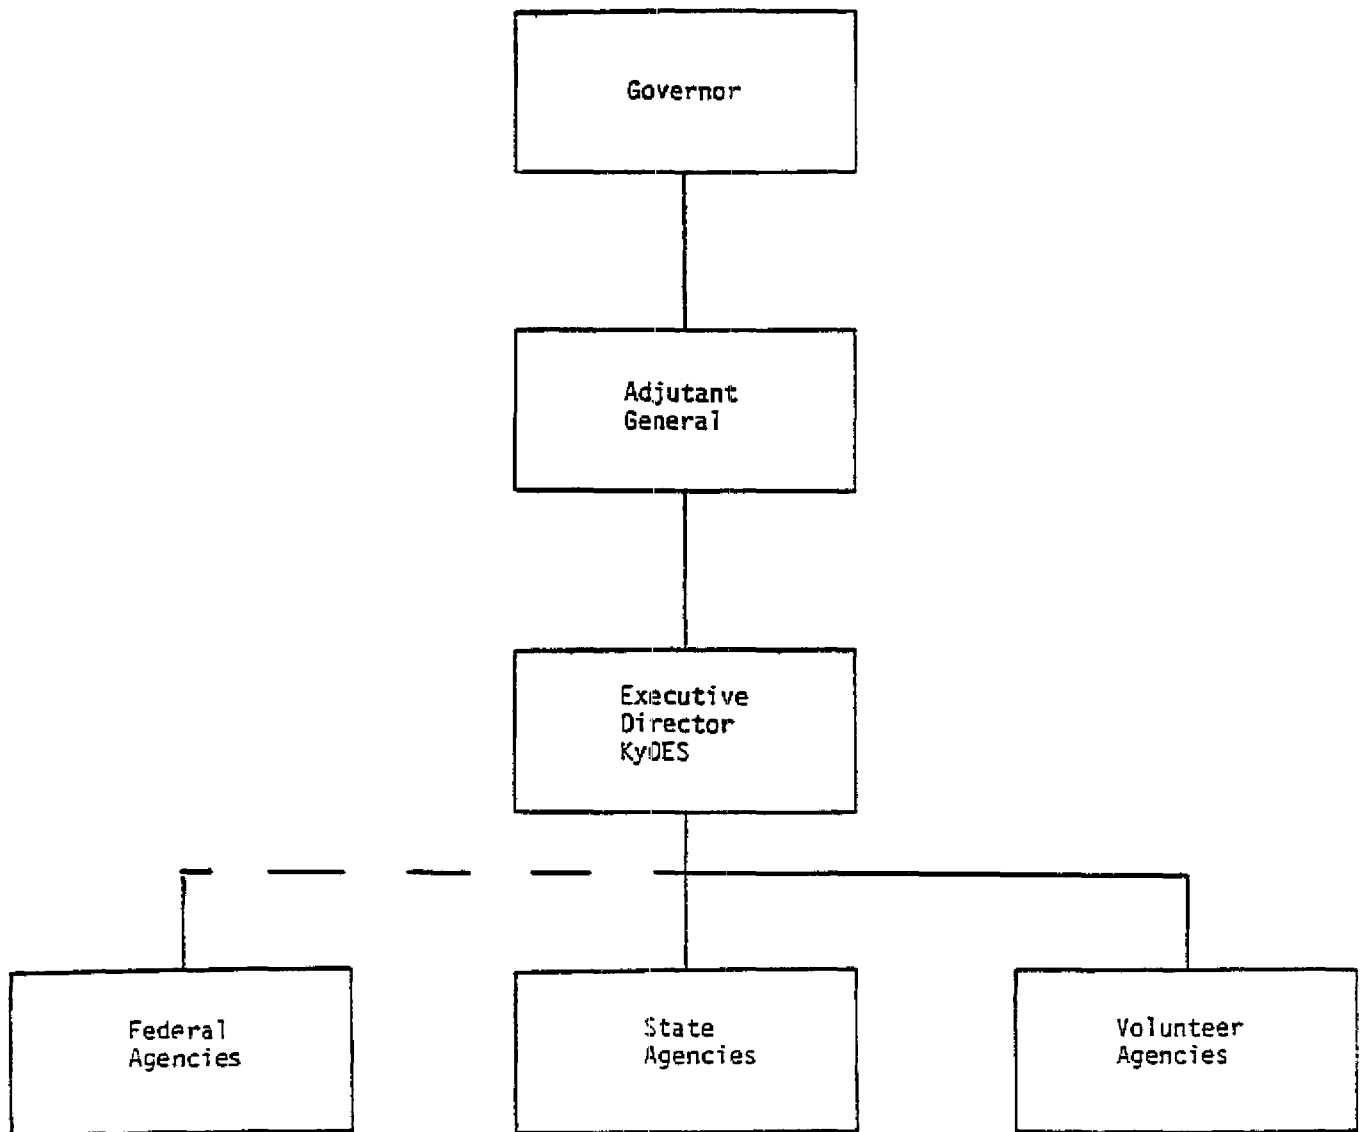 Governor
Adjutant
General
Executive
Director
KyDES
Federal
Agencies
State
Agencies
Volunteer
Agencies